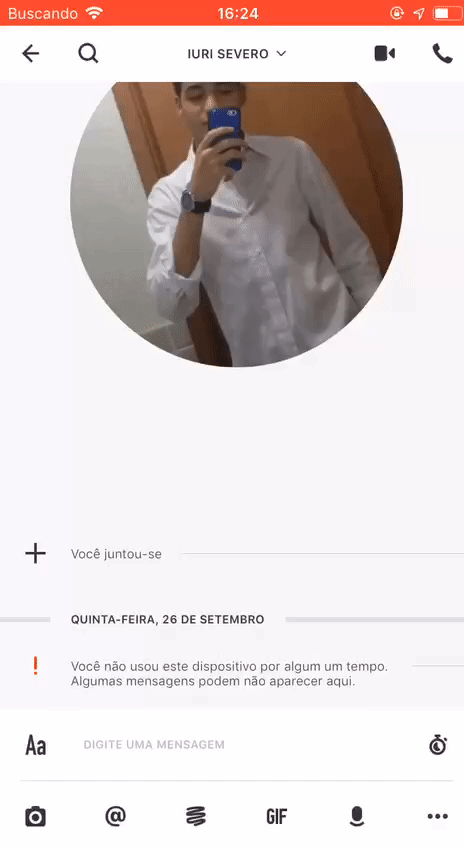 Buscando 16:24
IURI SEVERO
Você juntou-se
QUINTA-FEIRA, 26 DE SETEMBRO
Você não usou este dispositivo por algum um tempo.
Algumas mensagens podem não aparecer aqui.
Aa DIGITE UMA MENSAGEM
@ GIF